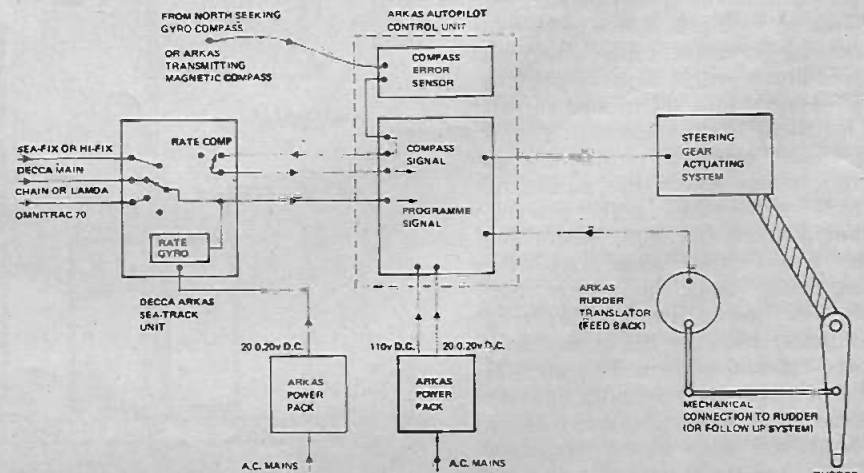 FROM NORTH SEEKING
GYRO COMPASS
OR ARKAS
TRANSMITTING
MAGNETIC COMPASS
ARKAS AUTOPILOT
CONTROL UNIT
COMPASS
ERROR
SENSOR
SEA-FIX OR HI-FIX
DECCA MAIN
CHAIN OR LAMDA
OMNITRAC 70
RATE COMP
RATE
GYRO
DECCA ARKAS
SEA-TRACK
UNIT
COMPASS
SIGNAL
PROGRAMME
SIGNAL
STEERING
GEAR
ACTUATING
SYSTEM
ARKAS
RUDDER
TRANSLATOR
(FEED BACK)
20.0.20v D.C.
110v D.C.
20.0.20v D.C.
ARKAS
POWER
PACK
ARKAS
POWER
PACK
A.C. MAINS
A.C. MAINS
MECHANICAL
CONNECTION TO RUDDER
(OR FOLLOW UP SYSTEM)